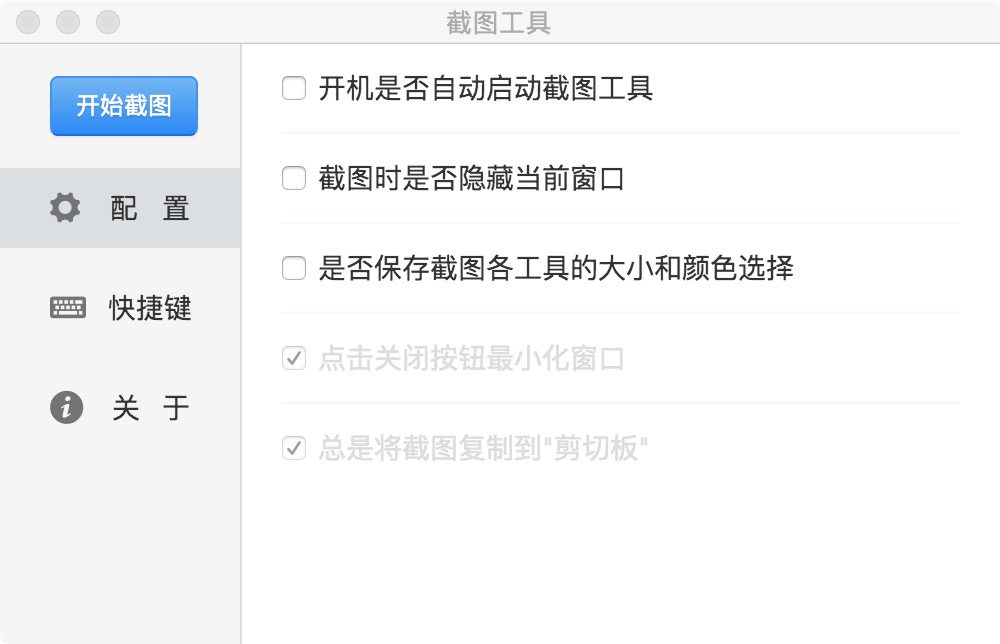 截图工具
开始截图
配 置
快捷键
关 于
开机是否自动启动截图工具
截图时是否隐藏当前窗口
是否保存截图各工具的大小和颜色选择
点击关闭按钮最小化窗口
总是将截图复制到"剪切板"